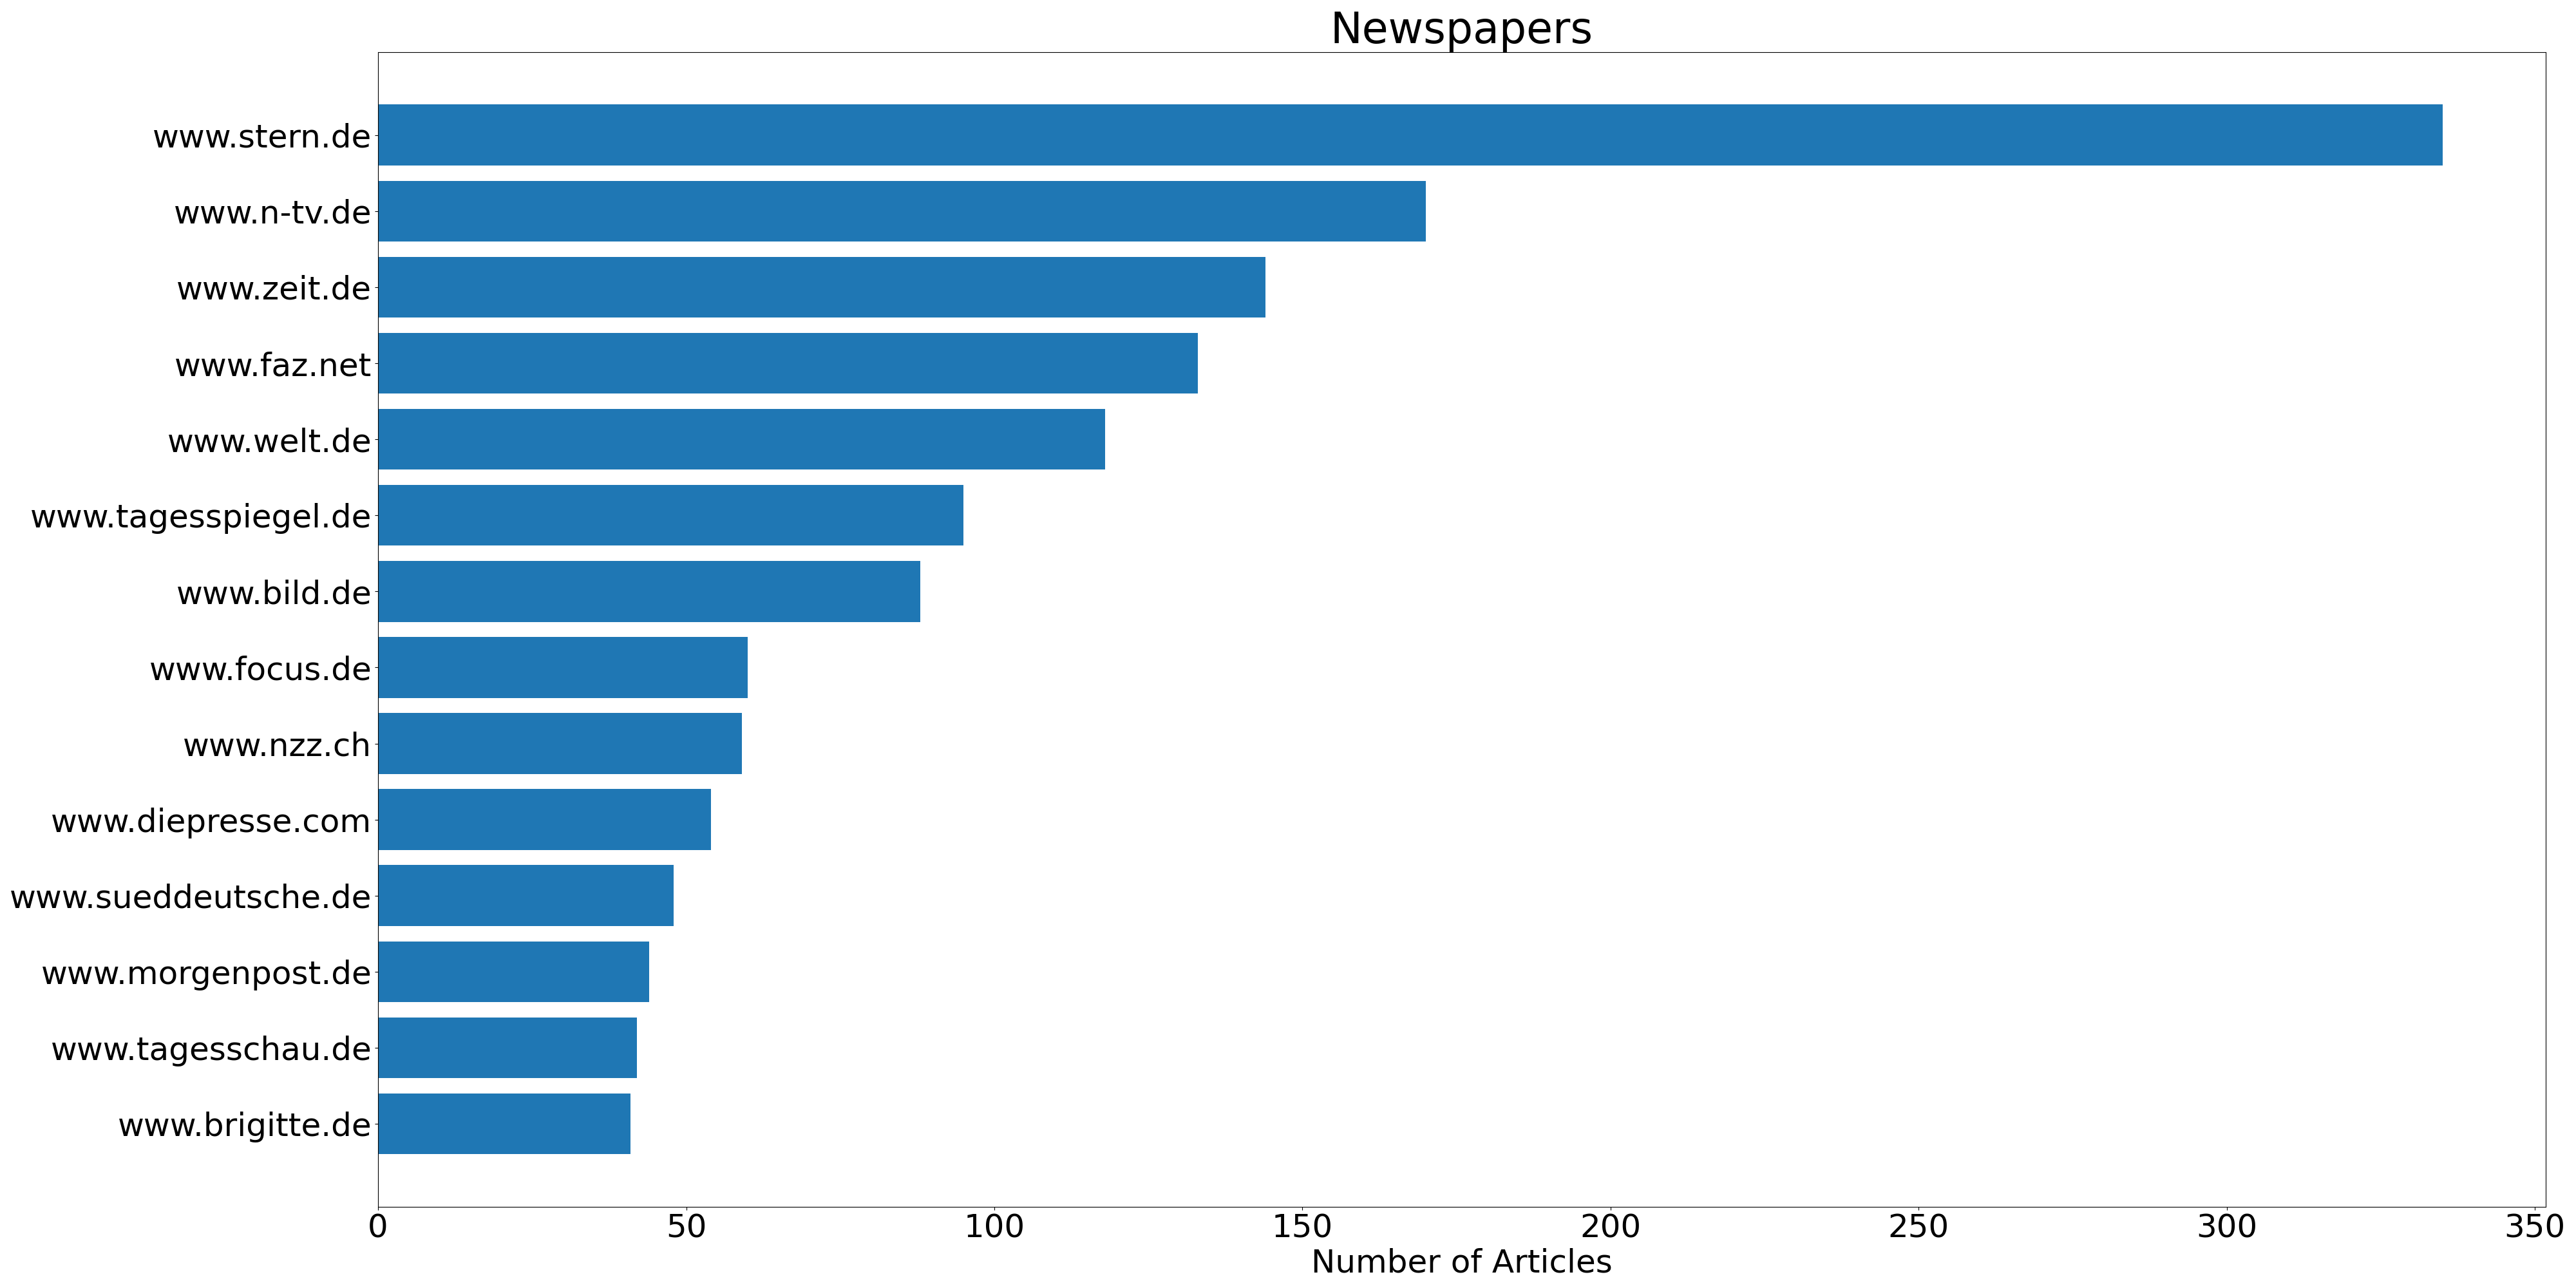 Newspapers
www.stern.de
www.n-tv.de
www.zeit.de
www.faz.net
www.welt.de
www.tagesspiegel.de
www.bild.de
www.focus.de
www.nzz.ch
www.diepresse.com
www.sueddeutsche.de
www.morgenpost.de
www.tagesschau.de
www.brigitte.de
0 50 100 150 200 250 300 350
Number of Articles